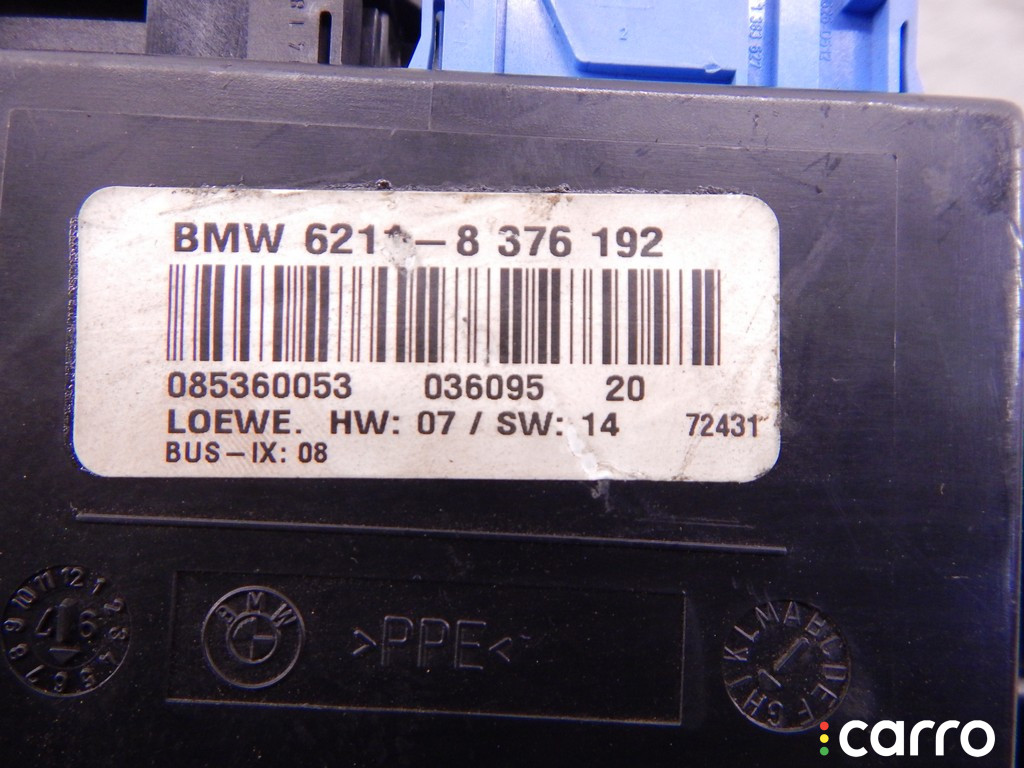 BMW 6211-8 376 192
085360053 036095 20
LOEWE. HW: 07 / SW: 14 72431
BUS-IX: 08
BMW
>PPE<
carro